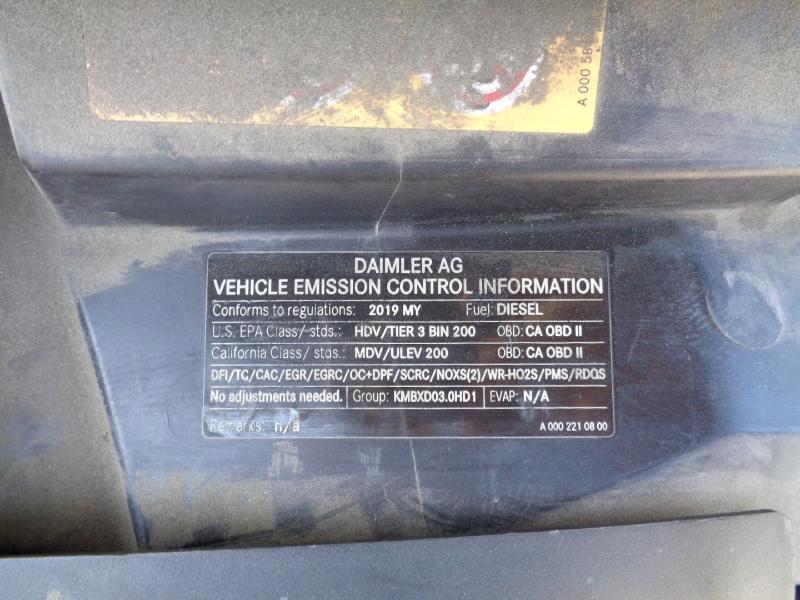 A 000 58
DAIMLER AG
VEHICLE EMISSION CONTROL INFORMATION
Conforms to regulations: 2019 MY Fuel: DIESEL
U.S. EPA Class/ stds.: HDV/TIER 3 BIN 200 OBD: CA OBD II
California Class/ stds: MDV/ULEV 200 OBD: CA OBD II
DFI/TC/CAC/EGR/EGRC/OC+DPF/SCRC/NOXS(2)/WR-HO2S/PMS/RDQS
No adjustments needed. Group: KMBXD03.0HD1 EVAP: N/A
Remarks: n/a A 000 221 08 00